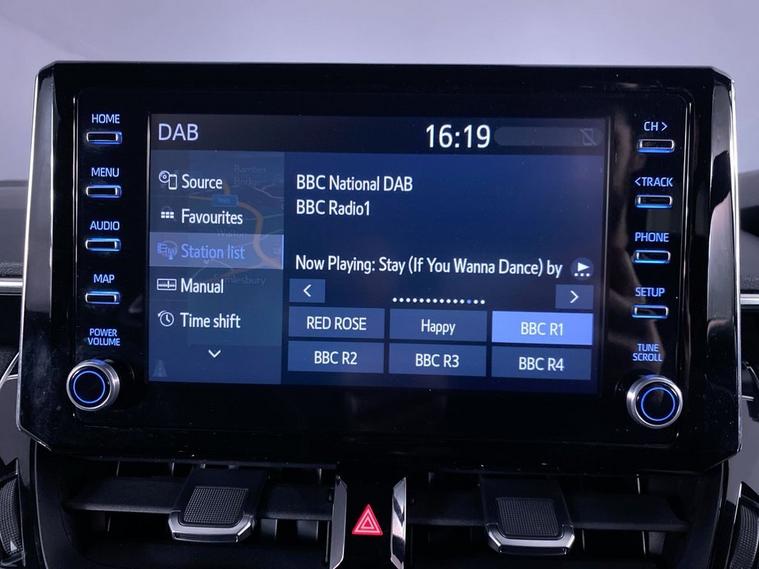 HOME
MENU
AUDIO
MAP
POWER
VOLUME
DAB
16:19
Source
Favourites
Station list
Manual
Time shift
BBC National DAB
BBC Radio1
Now Playing: Stay (If You Wanna Dance) by
RED ROSE
Happy
BBC R1
BBC R2
BBC R3
BBC R4
CH >
<TRACK
PHONE
SETUP
TUNE
SCROLL